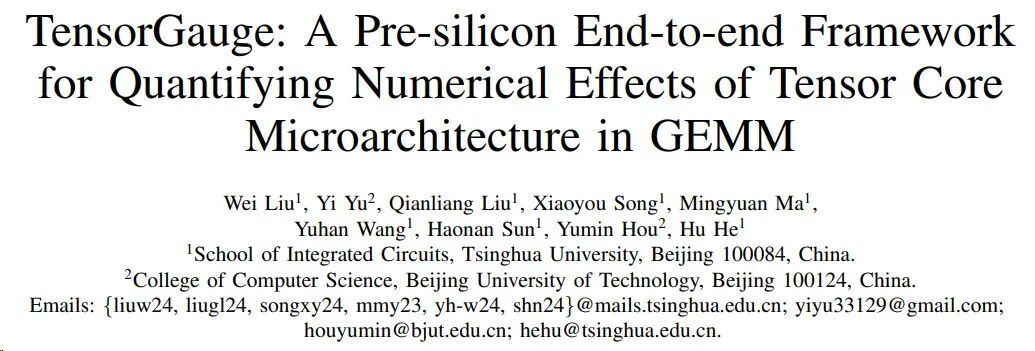 TensorGauge: A Pre-silicon End-to-end Framework
for Quantifying Numerical Effects of Tensor Core
Microarchitecture in GEMM
Wei Liu¹, Yi Yu², Qianliang Liu¹, Xiaoyou Song¹, Mingyuan Ma¹,
Yuhan Wang¹, Haonan Sun¹, Yumin Hou², Hu He¹
¹School of Integrated Circuits, Tsinghua University, Beijing 100084, China.
²College of Computer Science, Beijing University of Technology, Beijing 100124, China.
Emails: {liuw24, liugl24, songxy24, mmy23, yh-w24, shn24}@mails.tsinghua.edu.cn; yiyu33129@gmail.com;
houyumin@bjut.edu.cn; hehu@tsinghua.edu.cn.